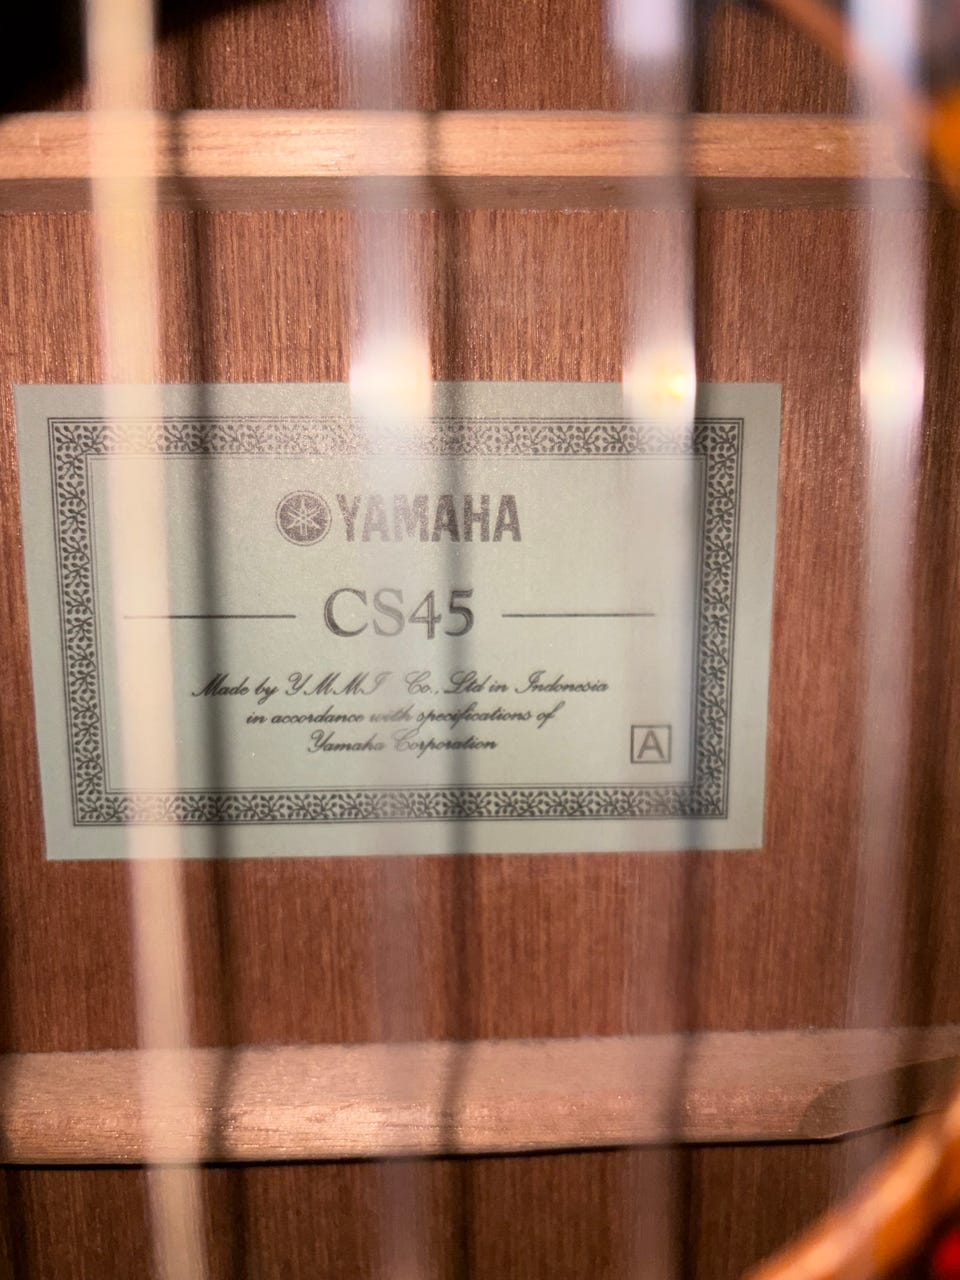 YAMAHA
CS45
Made by YMMI Co., Ltd in Indonesia
in accordance with specifications of
Yamaha Corporation
A